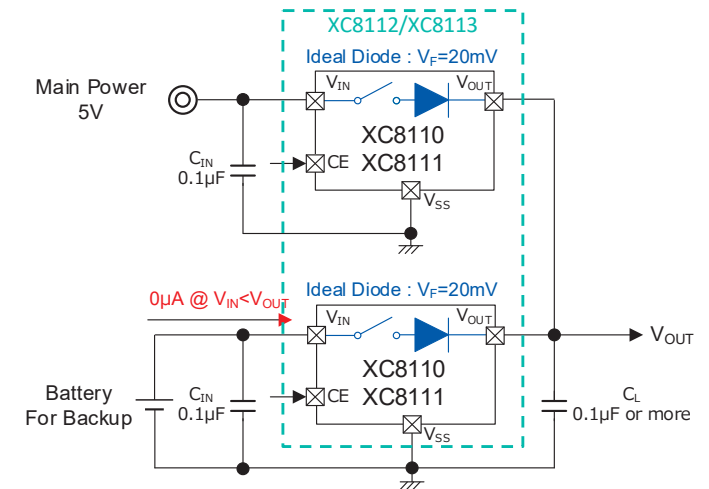 XC8112/XC8113
Ideal Diode : VF=20mV
Main Power
5V
VIN
VOUT
XC8110
XC8111
CIN
0.1µF
CE
VSS
0µA @ VIN<VOUT
Ideal Diode : VF=20mV
VIN
VOUT
VOUT
XC8110
XC8111
Battery
For Backup
CIN
0.1µF
CE
CL
0.1µF or more
VSS